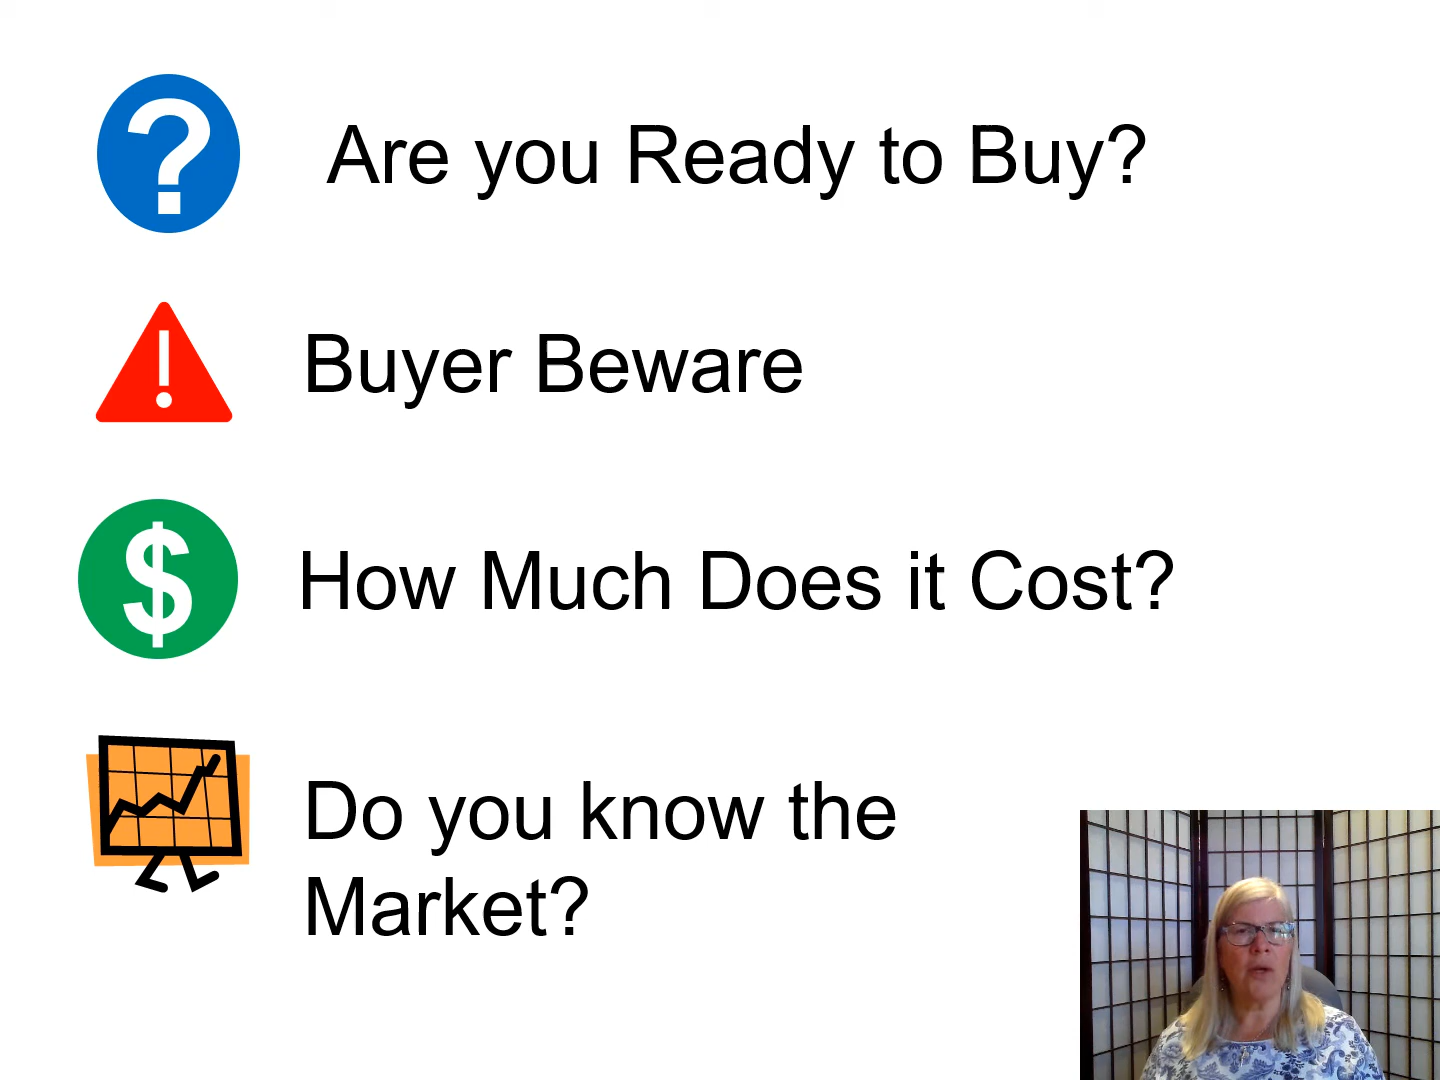 ?
Are you Ready to Buy?
!
Buyer Beware
$
How Much Does it Cost?
Do you know the
Market?